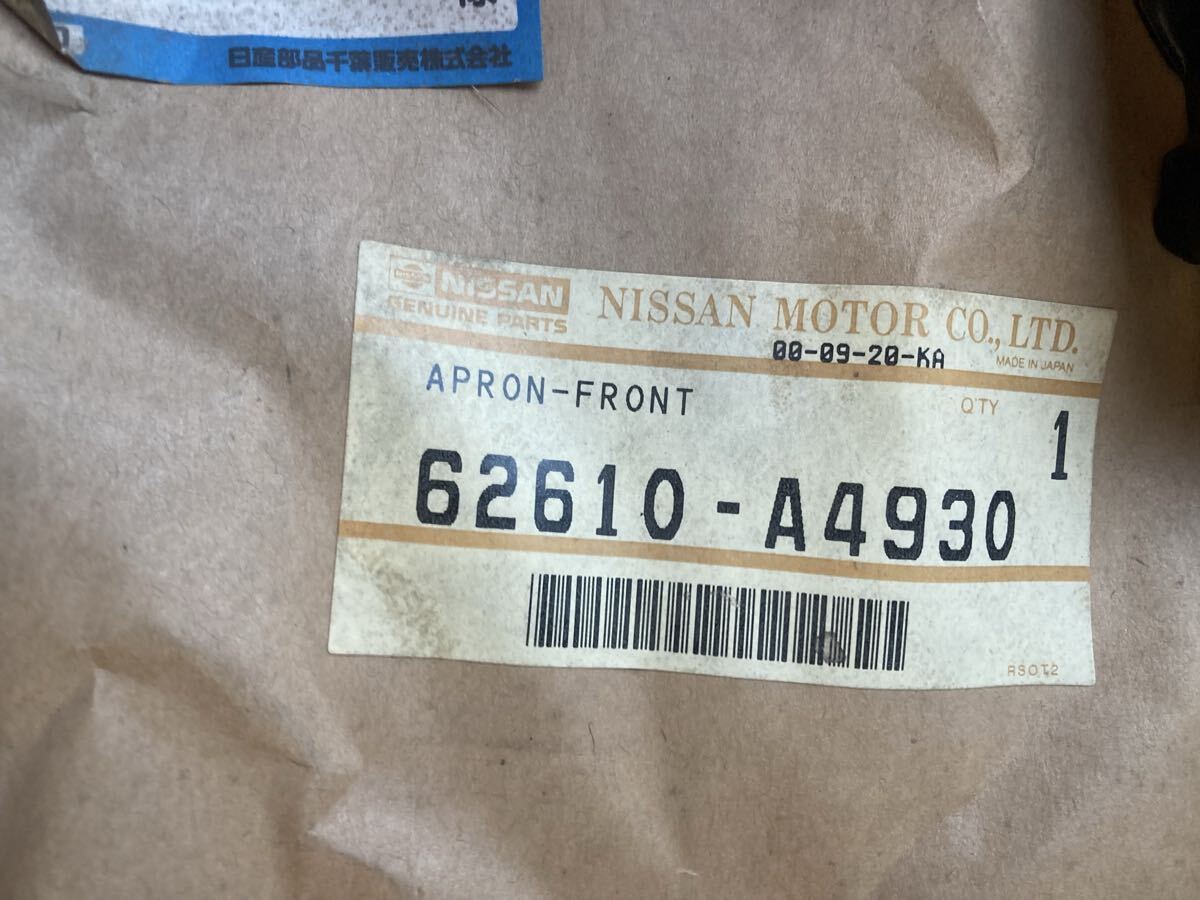 日産部品千葉販売株式会社
NISSAN
GENUINE PARTS
NISSAN MOTOR CO., LTD.
00-09-20-KA
MADE IN JAPAN
APRON-FRONT
Q'TY
1
62610-A4930
RSOT2